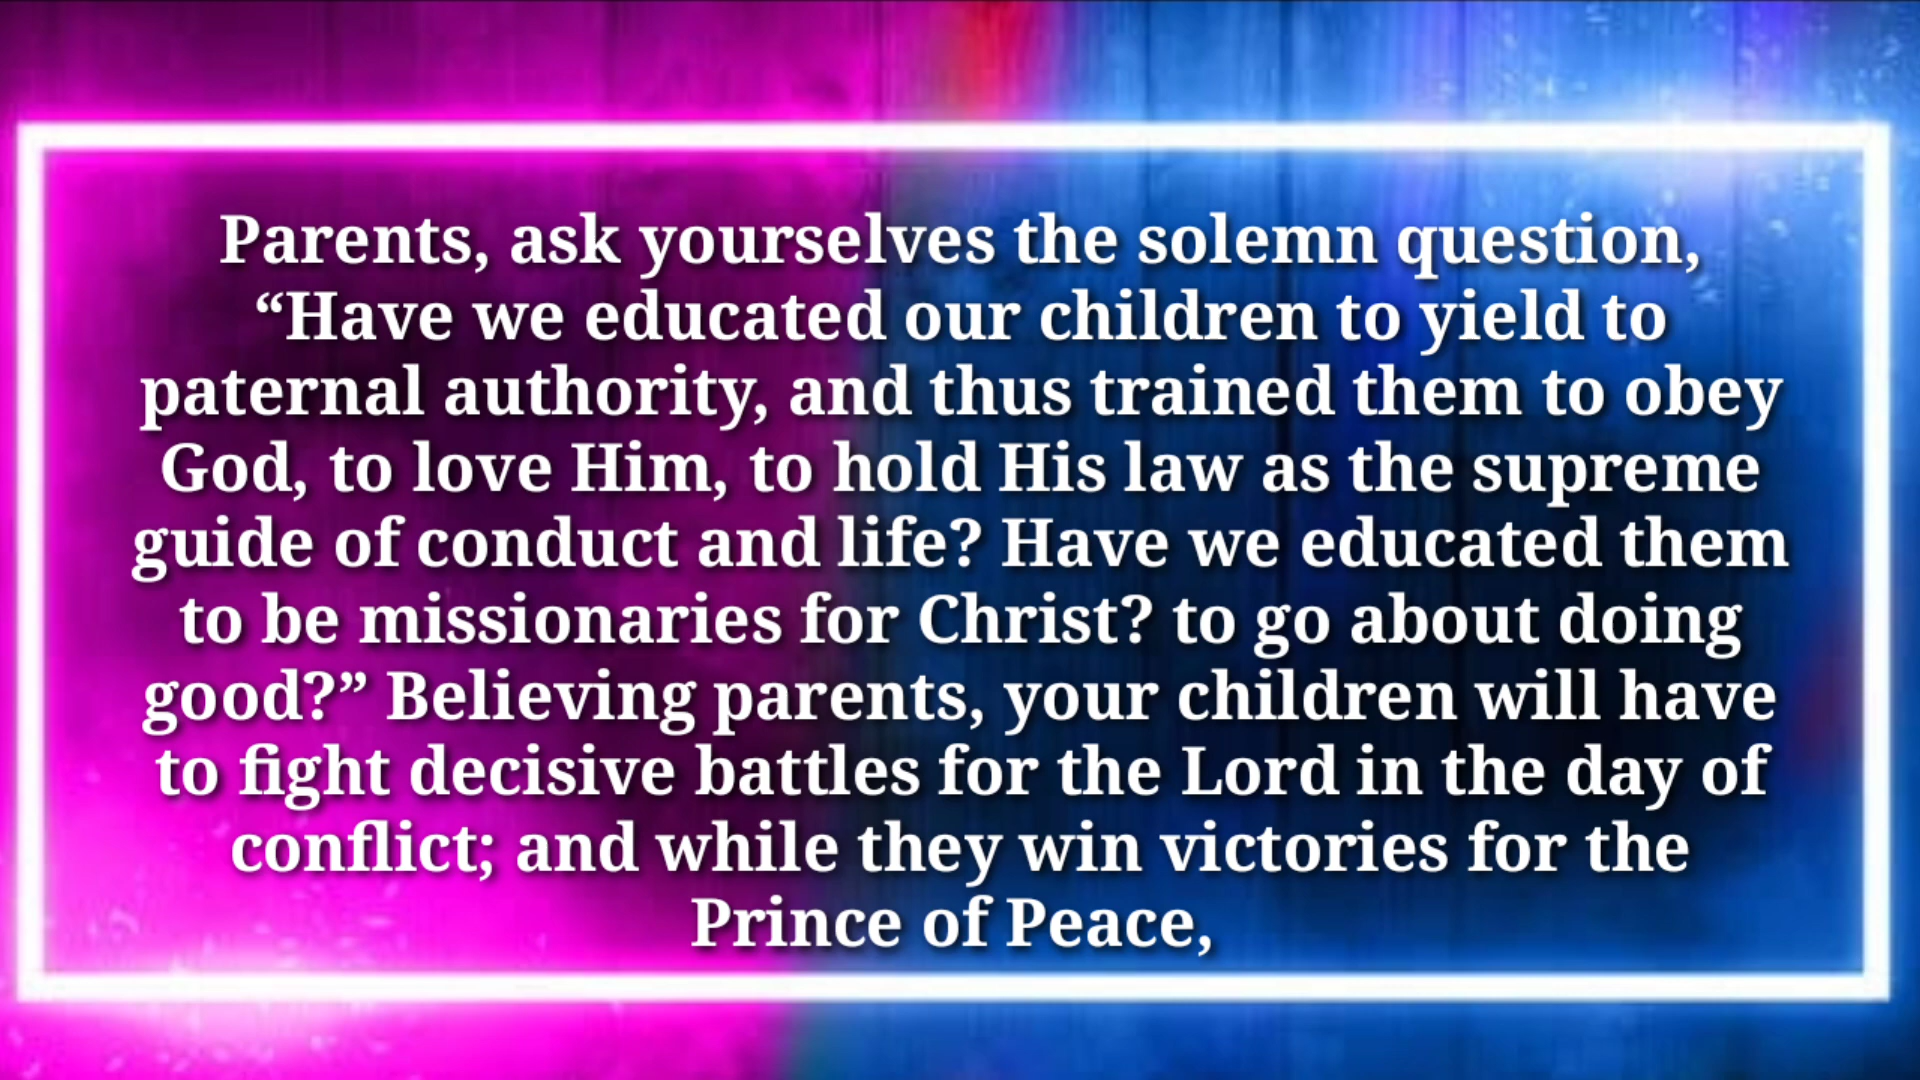 Parents, ask yourselves the solemn question,
“Have we educated our children to yield to
paternal authority, and thus trained them to obey
God, to love Him, to hold His law as the supreme
guide of conduct and life? Have we educated them
to be missionaries for Christ? to go about doing
good?” Believing parents, your children will have
to fight decisive battles for the Lord in the day of
conflict; and while they win victories for the
Prince of Peace,